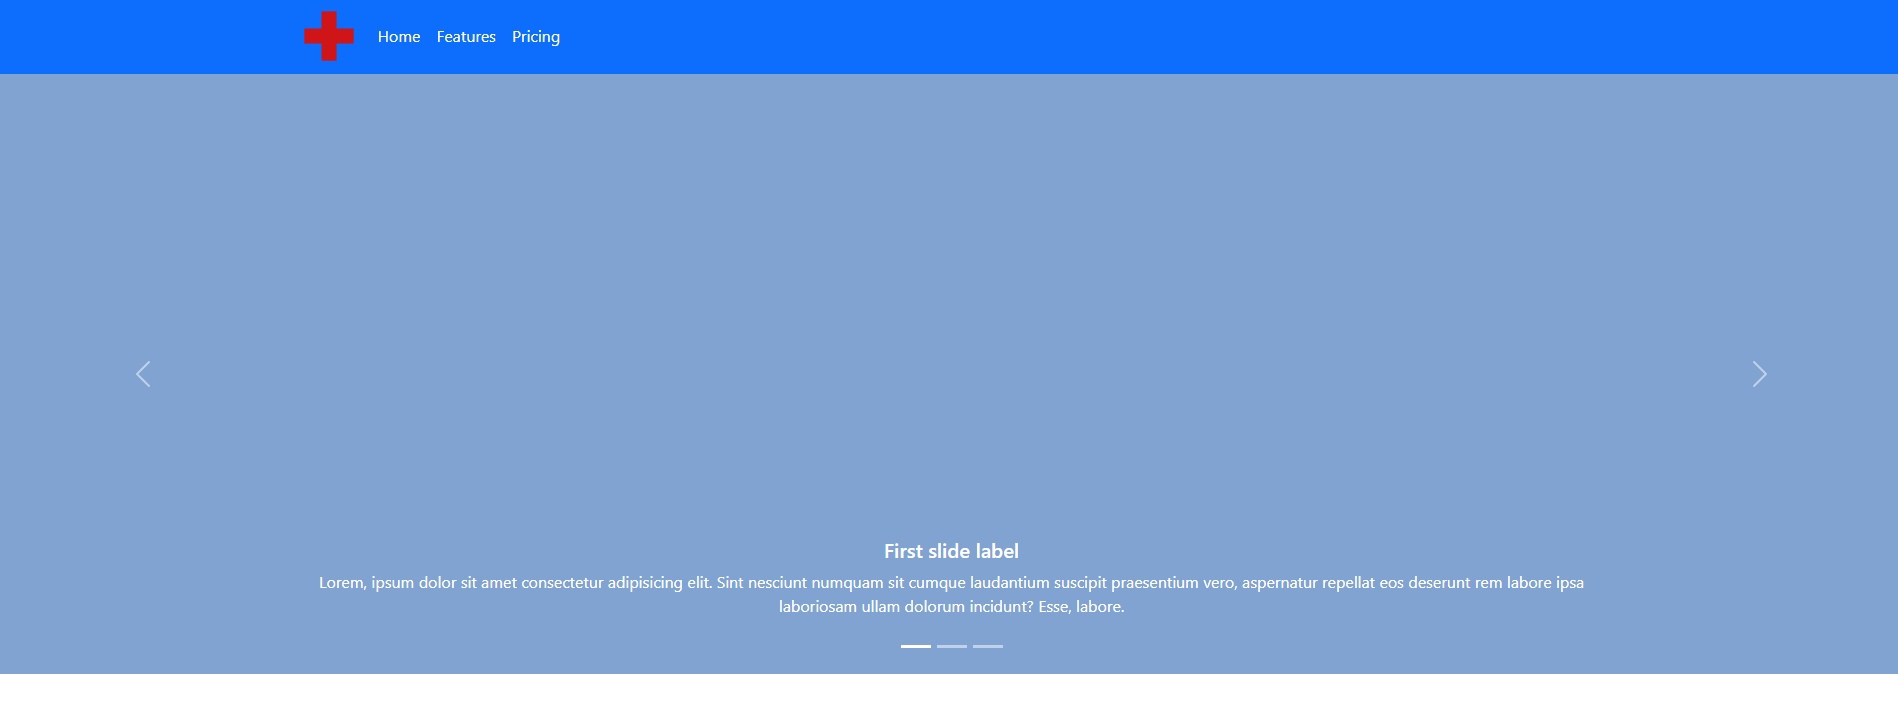 Home Features Pricing
First slide label
Lorem, ipsum dolor sit amet consectetur adipisicing elit. Sint nesciunt numquam sit cumque laudantium suscipit praesentium vero, aspernatur repellat eos deserunt rem labore ipsa
laboriosam ullam dolorum incidunt? Esse, labore.